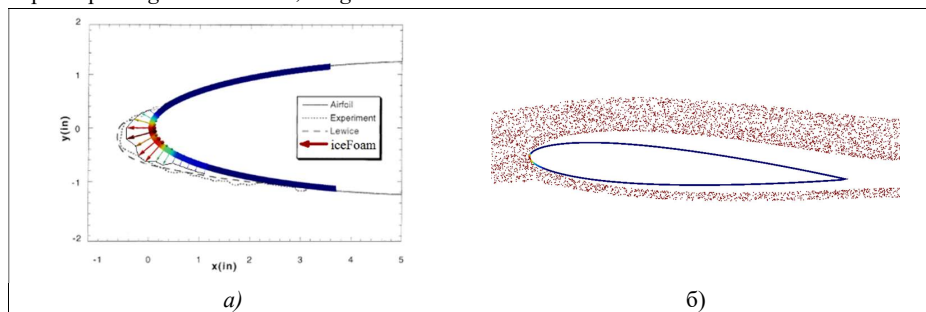 2
1
0
-1
-2
y(in)
Airfoil
Experiment
Lewice
iceFoam
-1 0 1 2 3 4 5
x(in)
а)
б)